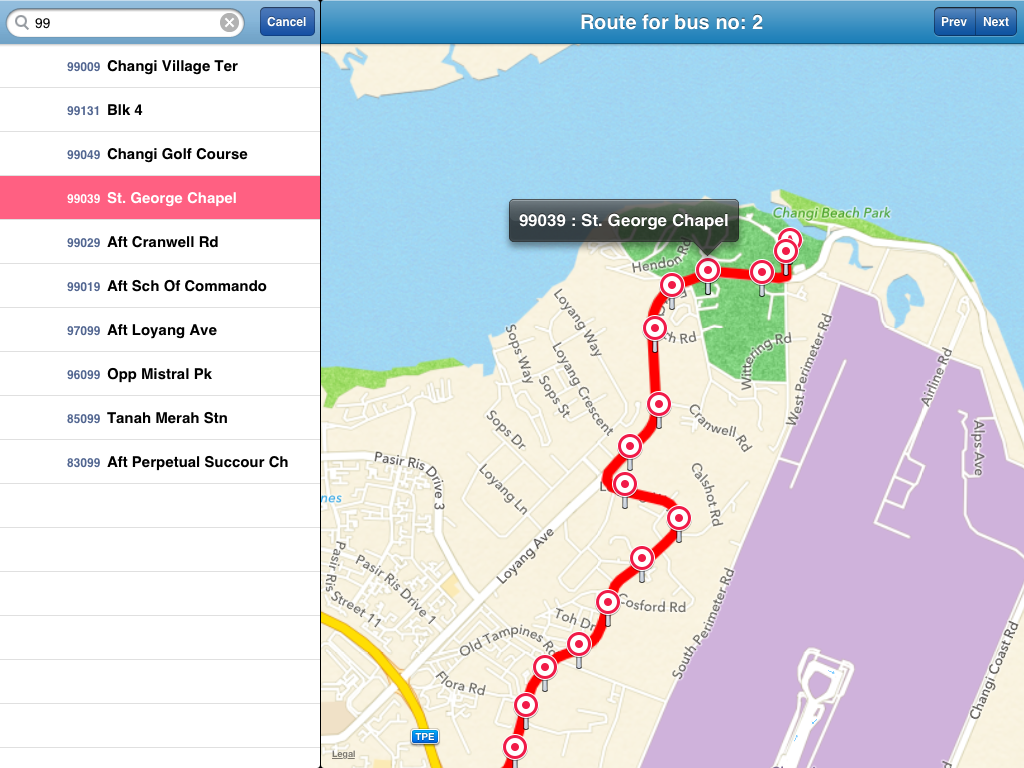 99
Cancel
Route for bus no: 2
Prev
Next
99009 Changi Village Ter
99131 Blk 4
99049 Changi Golf Course
99039 St. George Chapel
99029 Aft Cranwell Rd
99019 Aft Sch Of Commando
97099 Aft Loyang Ave
96099 Opp Mistral Pk
85099 Tanah Merah Stn
83099 Aft Perpetual Succour Ch
99039 : St. George Chapel
Changi Beach Park
Hendon Rd
Loyang Way
Sops Way
Loyang Crescent
Sops St
Wittering Rd
West Perimeter Rd
Airline Rd
Cranwell Rd
Alps Ave
Sops Dr
Pasir Ris Drive 3
Loyang Ln
Calshot Rd
Loyang Ave
Pasir Ris Street 11
Pasir Ris Drive 1
South Perimeter Rd
Cosford Rd
Toh Dr
Old Tampines Rd
Flora Rd
Changi Coast Rd
TPE
Legal